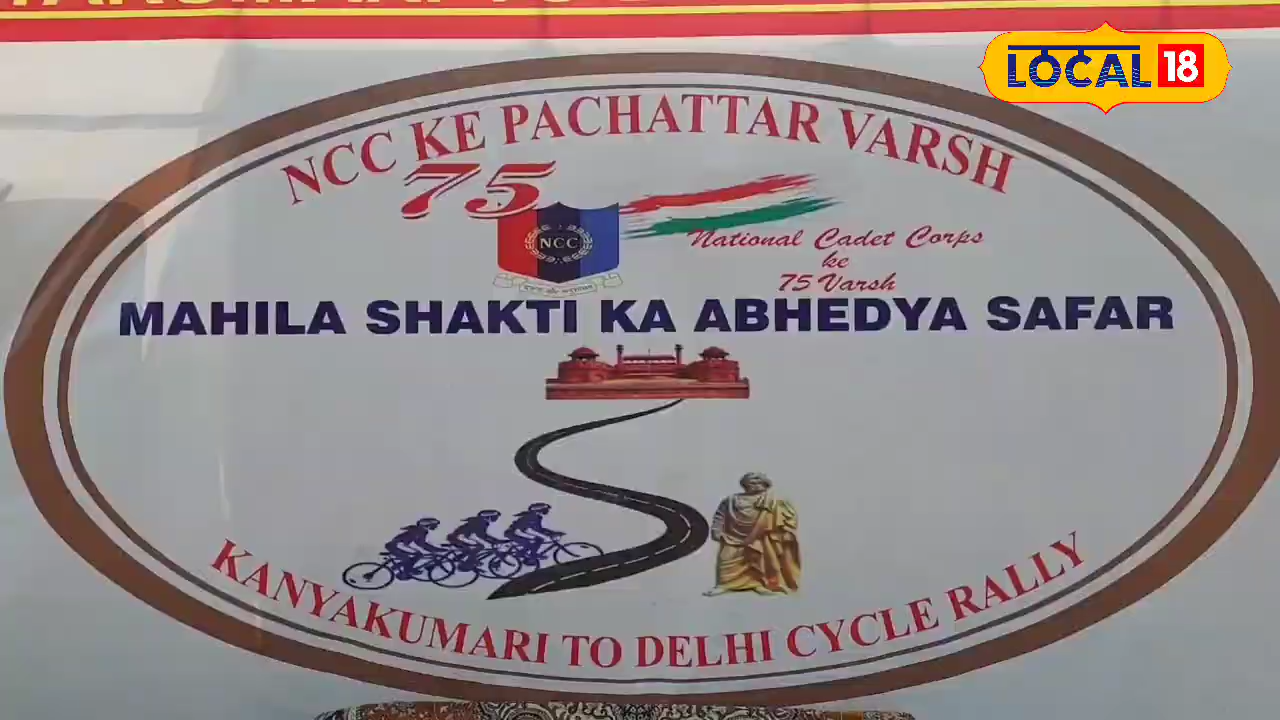 LOCAL 18
NCC KE PACHATTAR VARSH
75
NCC
National Cadet Corps
ke
75 Varsh
MAHILA SHAKTI KA ABHEDYA SAFAR
KANYAKUMARI TO DELHI CYCLE RALLY